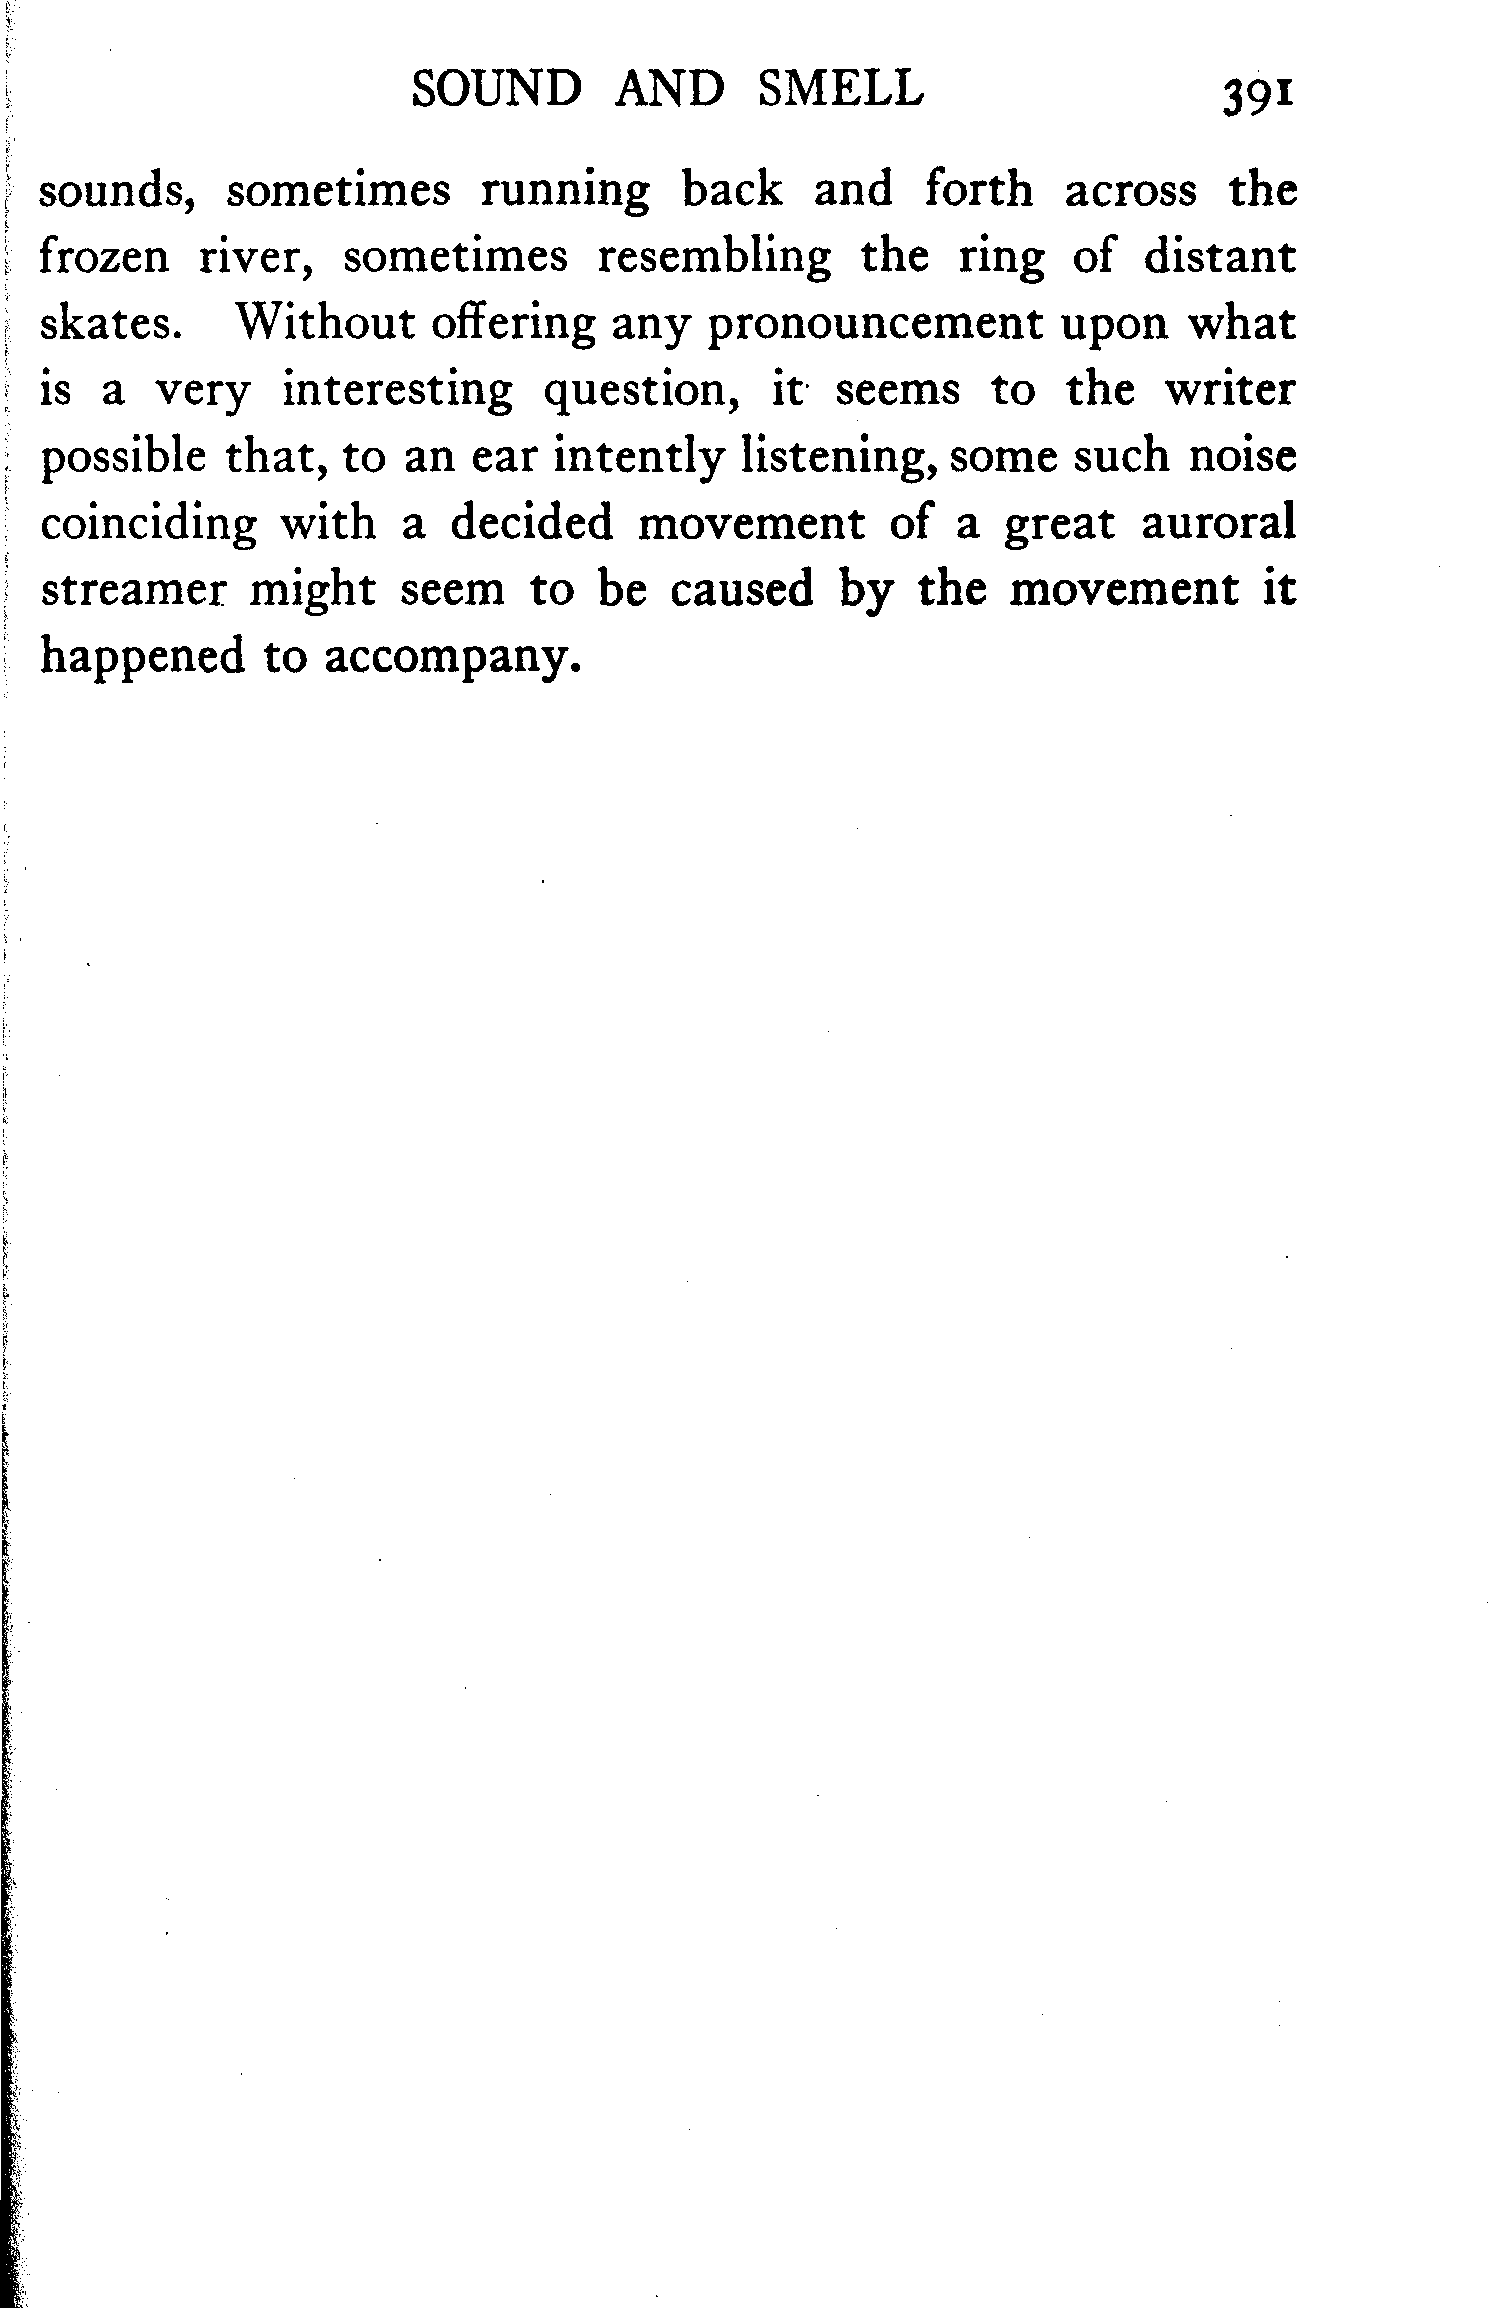 SOUND AND SMELL 391
sounds, sometimes running back and forth across the
frozen river, sometimes resembling the ring of distant
skates. Without offering any pronouncement upon what
is a very interesting question, it seems to the writer
possible that, to an ear intently listening, some such noise
coinciding with a decided movement of a great auroral
streamer might seem to be caused by the movement it
happened to accompany.